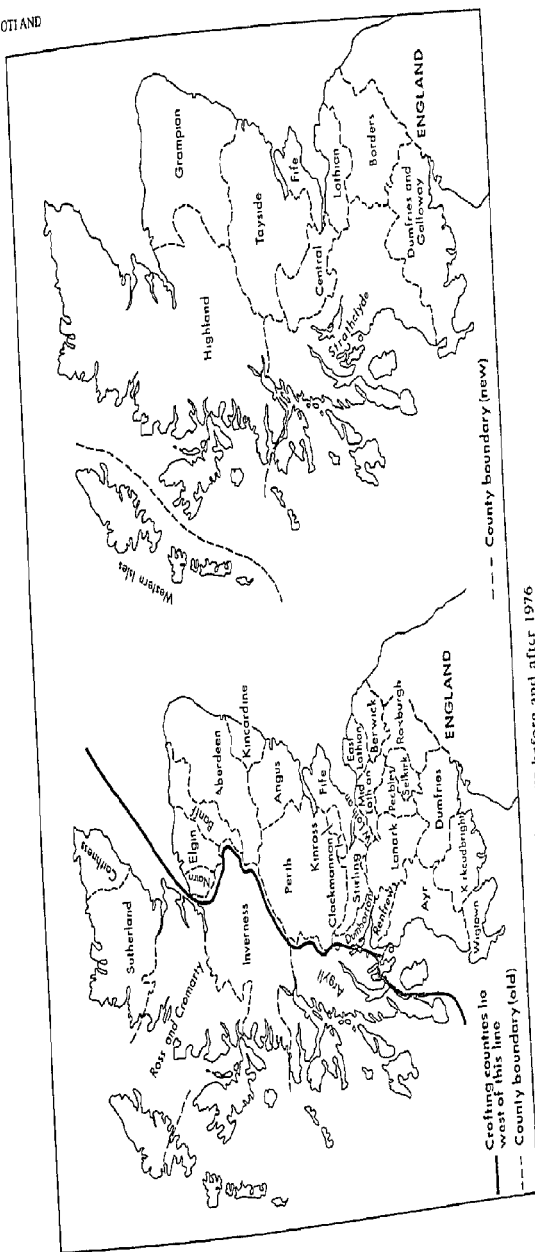 Western Isles
Highland
Grampian
Tayside
Fife
Central
Lothian
Strathclyde
Borders
Dumfries and
Galloway
ENGLAND
--- County boundary (new)
Caithness
Sutherland
Ross and Cromarty
Inverness
Nairn
Elgin
Banff
Aberdeen
Kincardine
Angus
Perth
Argyll
Kinross
Clackmannan
Fife
Stirling
Dumbarton
Renfrew
Lanark
Mid
Lothian
East
Lothian
Berwick
Peebles
Selkirk
Roxburgh
Ayr
Dumfries
Kirkcudbright
Wigtown
ENGLAND
Crofting counties lie
west of this line
--- County boundary (old)
before and after 1976